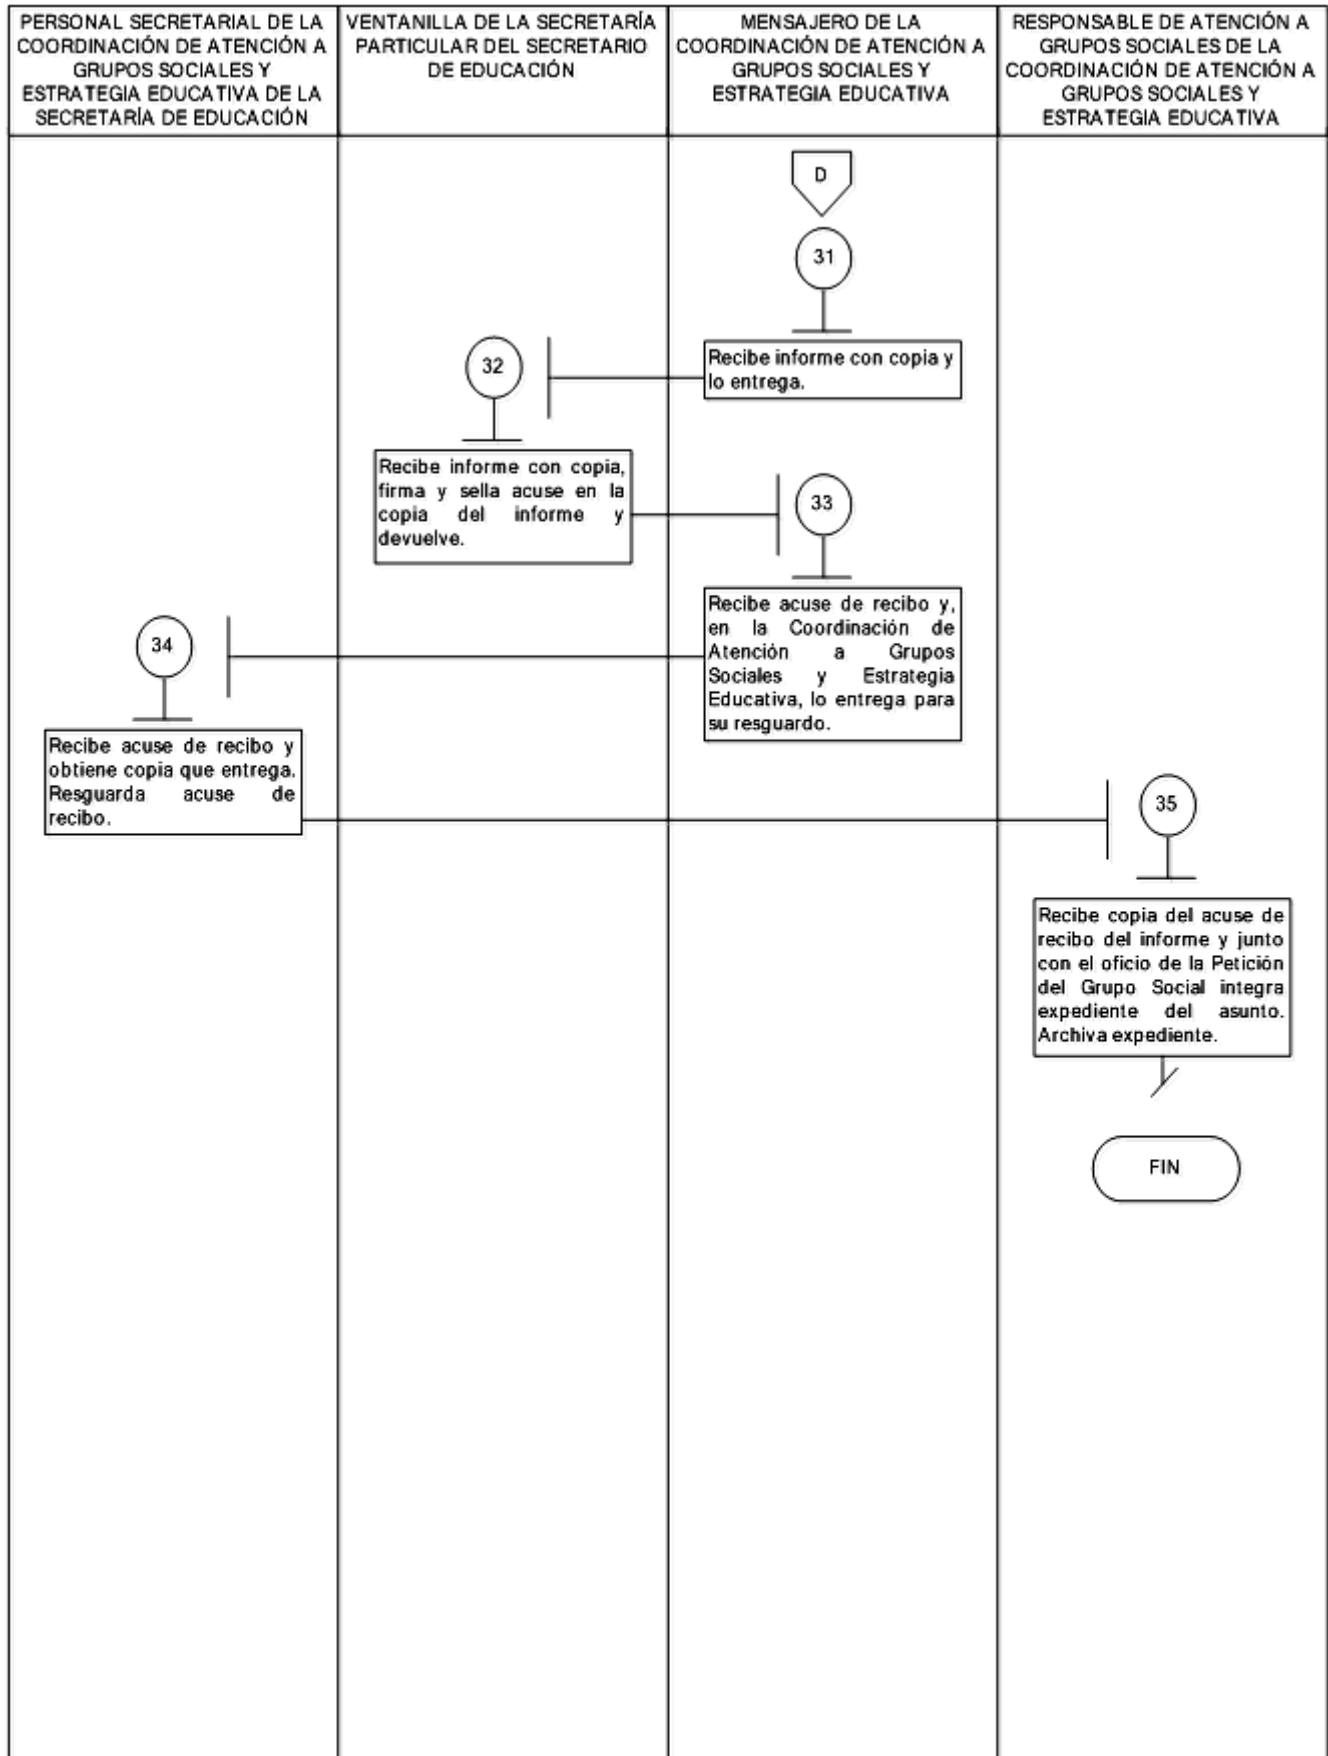 PERSONAL SECRETARIAL DE LA
COORDINACIÓN DE ATENCIÓN A
GRUPOS SOCIALES Y
ESTRATEGIA EDUCATIVA DE LA
SECRETARÍA DE EDUCACIÓN
VENTANILLA DE LA SECRETARÍA
PARTICULAR DEL SECRETARIO
DE EDUCACIÓN
MENSAJERO DE LA
COORDINACIÓN DE ATENCIÓN A
GRUPOS SOCIALES Y
ESTRATEGIA EDUCATIVA
RESPONSABLE DE ATENCIÓN A
GRUPOS SOCIALES DE LA
COORDINACIÓN DE ATENCIÓN A
GRUPOS SOCIALES Y
ESTRATEGIA EDUCATIVA
D
31
Recibe informe con copia y
lo entrega.
32
Recibe informe con copia,
firma y sella acuse en la
copia del informe y
devuelve.
33
Recibe acuse de recibo y,
en la Coordinación de
Atención a Grupos
Sociales y Estrategia
Educativa, lo entrega para
su resguardo.
34
Recibe acuse de recibo y
obtiene copia que entrega.
Resguarda acuse de
recibo.
35
Recibe copia del acuse de
recibo del informe y junto
con el oficio de la Petición
del Grupo Social integra
expediente del asunto.
Archiva expediente.
FIN